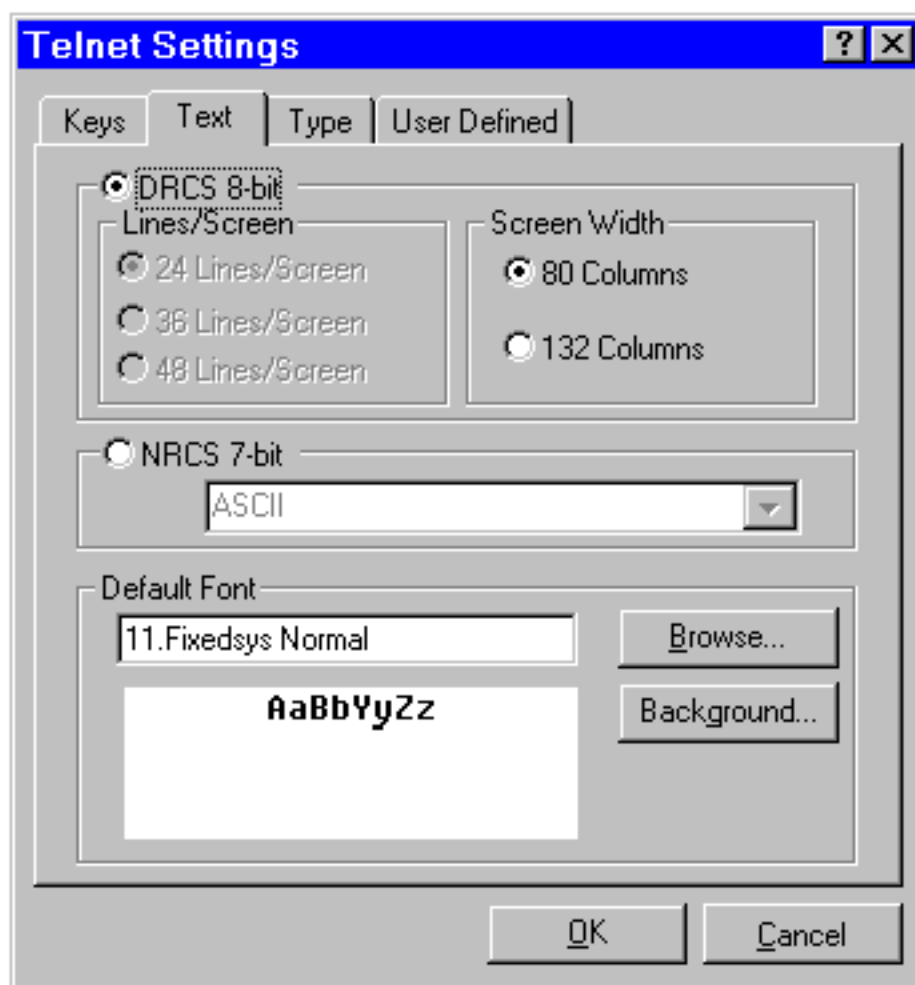 Telnet Settings
Keys Text Type User Defined
DRCS 8-bit
Lines/Screen
24 Lines/Screen
36 Lines/Screen
48 Lines/Screen
Screen Width
80 Columns
132 Columns
NRCS 7-bit
ASCII
Default Font
11.Fixedsys Normal
Browse...
AaBbYyZz
Background...
OK Cancel